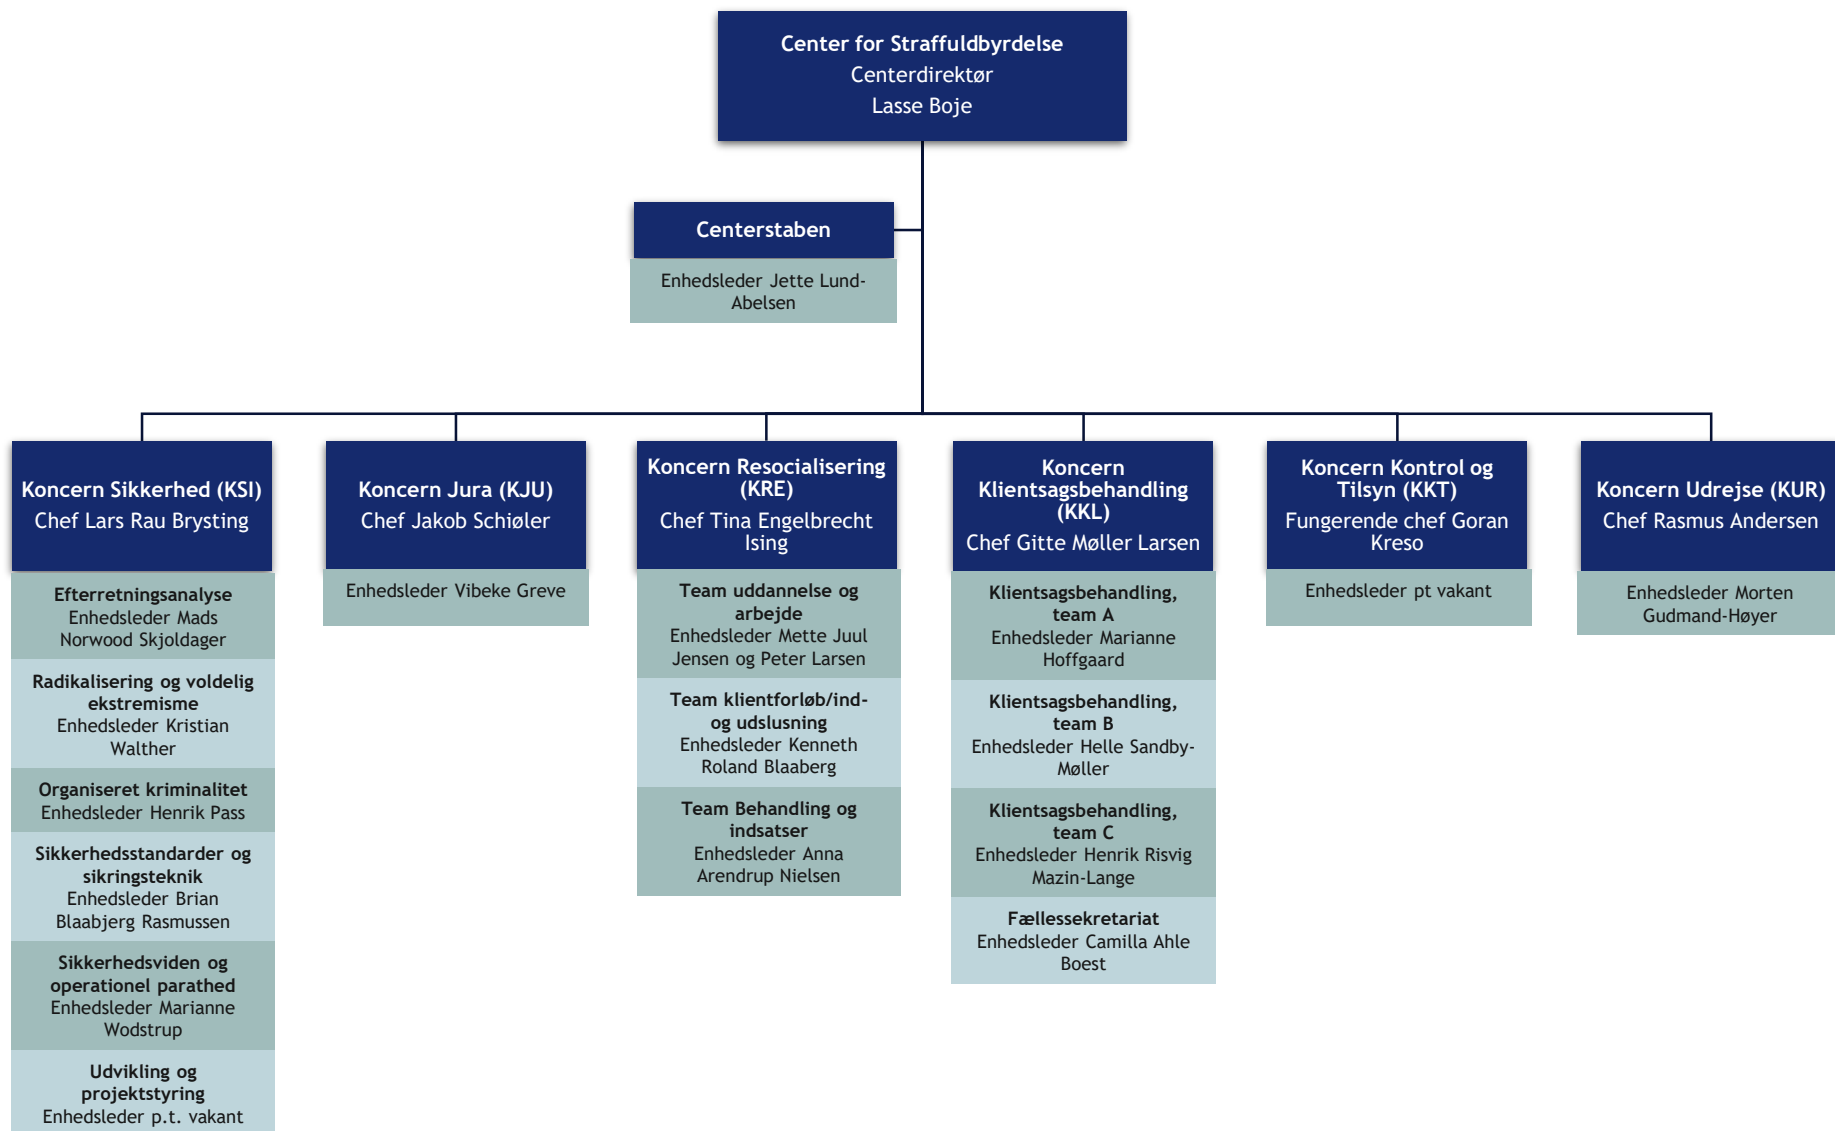 Center for Straffuldbyrdelse
Centerdirektør
Lasse Boje
Centerstaben
Enhedsleder Jette Lund-
Abelsen
Koncern Sikkerhed (KSI)
Chef Lars Rau Brysting
Efterretningsanalyse
Enhedsleder Mads
Norwood Skjoldager
Radikalisering og voldelig
ekstremisme
Enhedsleder Kristian
Walther
Organiseret kriminalitet
Enhedsleder Henrik Pass
Sikkerhedsstandarder og
sikringsteknik
Enhedsleder Brian
Blaabjerg Rasmussen
Sikkerhedsviden og
operationel parathed
Enhedsleder Marianne
Wodstrup
Udvikling og
projektstyring
Enhedsleder p.t. vakant
Koncern Jura (KJU)
Chef Jakob Schiøler
Enhedsleder Vibeke Greve
Koncern Resocialisering
(KRE)
Chef Tina Engelbrecht
Ising
Team uddannelse og
arbejde
Enhedsleder Mette Juul
Jensen og Peter Larsen
Team klientforløb/ind-
og udslusning
Enhedsleder Kenneth
Roland Blaaberg
Team Behandling og
indsatser
Enhedsleder Anna
Arendrup Nielsen
Koncern
Klientsagsbehandling
(KKL)
Chef Gitte Møller Larsen
Klientsagsbehandling,
team A
Enhedsleder Marianne
Hoffgaard
Klientsagsbehandling,
team B
Enhedsleder Helle Sandby-
Møller
Klientsagsbehandling,
team C
Enhedsleder Henrik Risvig
Mazin-Lange
Fællessekretariat
Enhedsleder Camilla Ahle
Boest
Koncern Kontrol og
Tilsyn (KKT)
Fungerende chef Goran
Kreso
Enhedsleder pt vakant
Koncern Udrejse (KUR)
Chef Rasmus Andersen
Enhedsleder Morten
Gudmand-Høyer